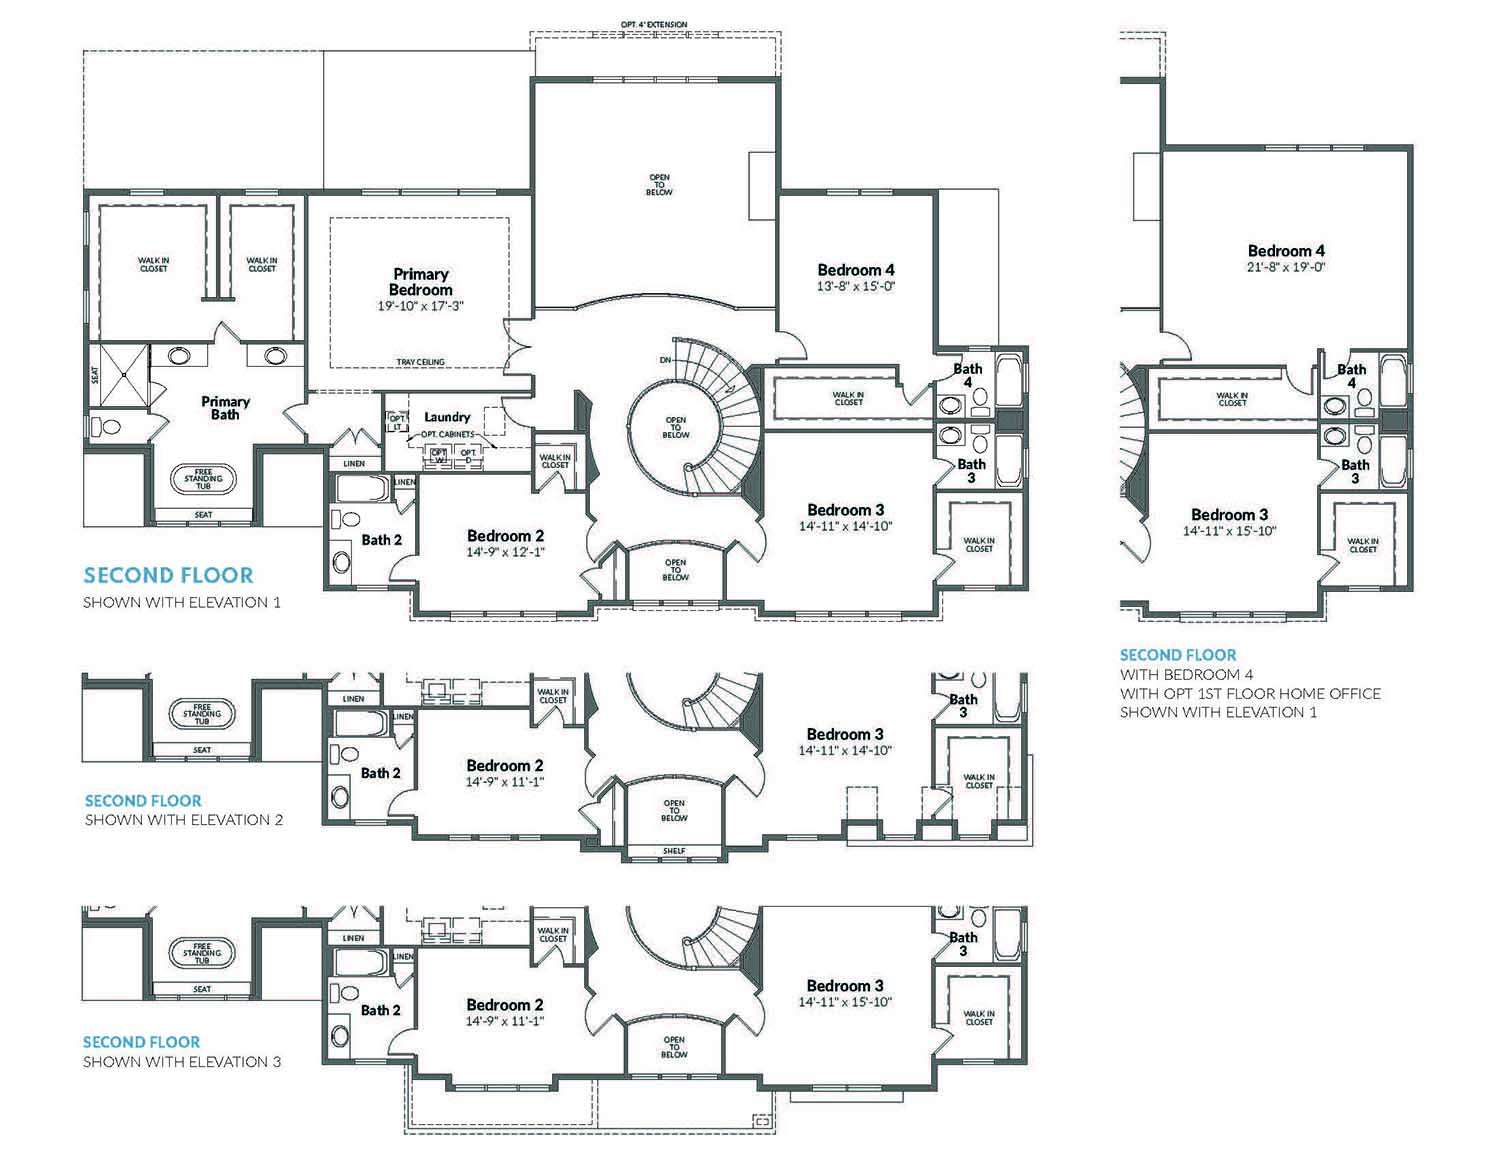 OPT. 4' EXTENSION
OPEN
TO
BELOW
WALK IN
CLOSET
WALK IN
CLOSET
Primary
Bedroom
19'-10" x 17'-3"
TRAY CEILING
Bedroom 4
13'-8" x 15'-0"
DN
SEAT
Primary
Bath
OPT.
LT
Laundry
OPT. CABINETS
OPT.
W
OPT.
D
WALK IN
CLOSET
Bath
4
OPEN
TO
BELOW
LINEN
WALK IN
CLOSET
FREE
STANDING
TUB
SEAT
LINEN
Bath 2
Bedroom 2
14'-9" x 12'-1"
OPEN
TO
BELOW
Bedroom 3
14'-11" x 14'-10"
Bath
3
WALK IN
CLOSET
SECOND FLOOR
SHOWN WITH ELEVATION 1
Bedroom 4
21'-8" x 19'-0"
Bath
4
WALK IN
CLOSET
Bath
3
Bedroom 3
14'-11" x 15'-10"
WALK IN
CLOSET
SECOND FLOOR
WITH BEDROOM 4
WITH OPT 1ST FLOOR HOME OFFICE
SHOWN WITH ELEVATION 1
FREE
STANDING
TUB
SEAT
LINEN
LINEN
WALK IN
CLOSET
Bath 2
Bedroom 2
14'-9" x 11'-1"
OPEN
TO
BELOW
SHELF
Bedroom 3
14'-11" x 14'-10"
Bath
3
WALK IN
CLOSET
SECOND FLOOR
SHOWN WITH ELEVATION 2
FREE
STANDING
TUB
SEAT
LINEN
LINEN
WALK IN
CLOSET
Bath 2
Bedroom 2
14'-9" x 11'-1"
OPEN
TO
BELOW
Bedroom 3
14'-11" x 15'-10"
Bath
3
WALK IN
CLOSET
SECOND FLOOR
SHOWN WITH ELEVATION 3